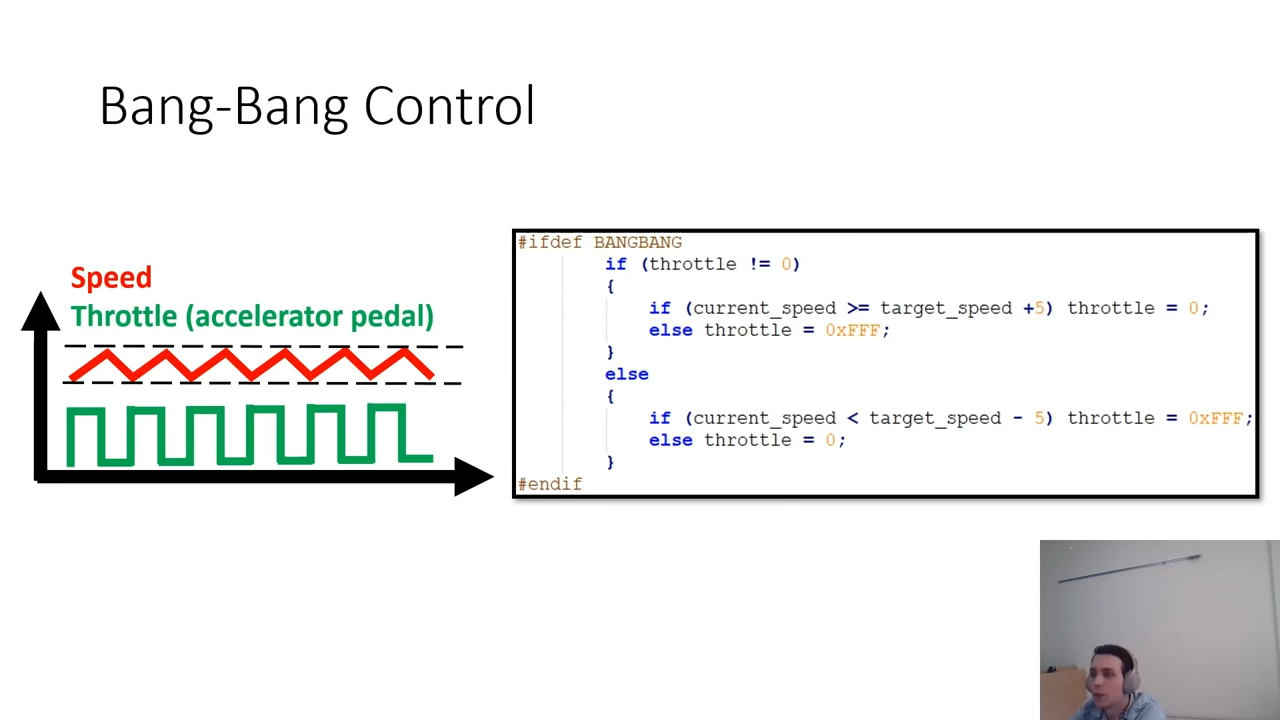 Bang-Bang Control
Speed
Throttle (accelerator pedal)
#ifdef BANGBANG
if (throttle != 0)
{
if (current_speed >= target_speed +5) throttle = 0;
else throttle = 0xFFF;
}
else
{
if (current_speed < target_speed - 5) throttle = 0xFFF;
else throttle = 0;
}
#endif